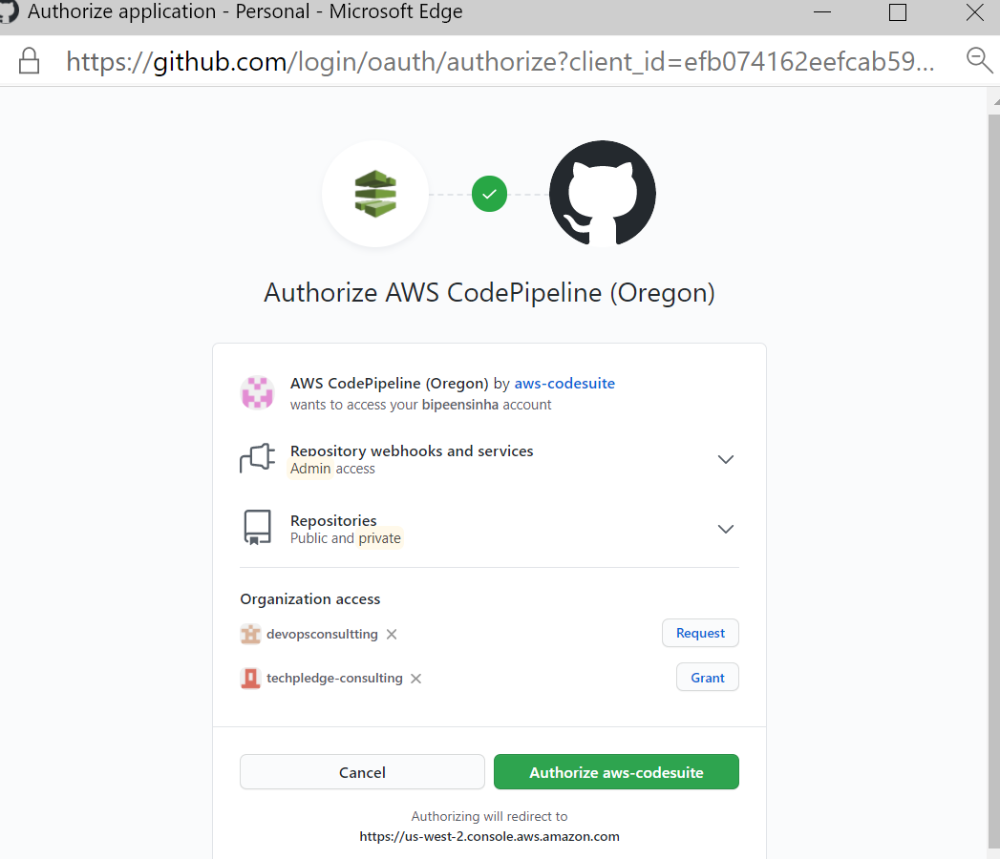 Authorize application - Personal - Microsoft Edge
https://github.com/login/oauth/authorize?client_id=efb074162eefcab59...
Authorize AWS CodePipeline (Oregon)
AWS CodePipeline (Oregon) by aws-codesuite
wants to access your bipeensinha account
Repository webhooks and services
Admin access
Repositories
Public and private
Organization access
devopsconsultting
Request
techpledge-consulting
Grant
Cancel
Authorize aws-codesuite
Authorizing will redirect to
https://us-west-2.console.aws.amazon.com